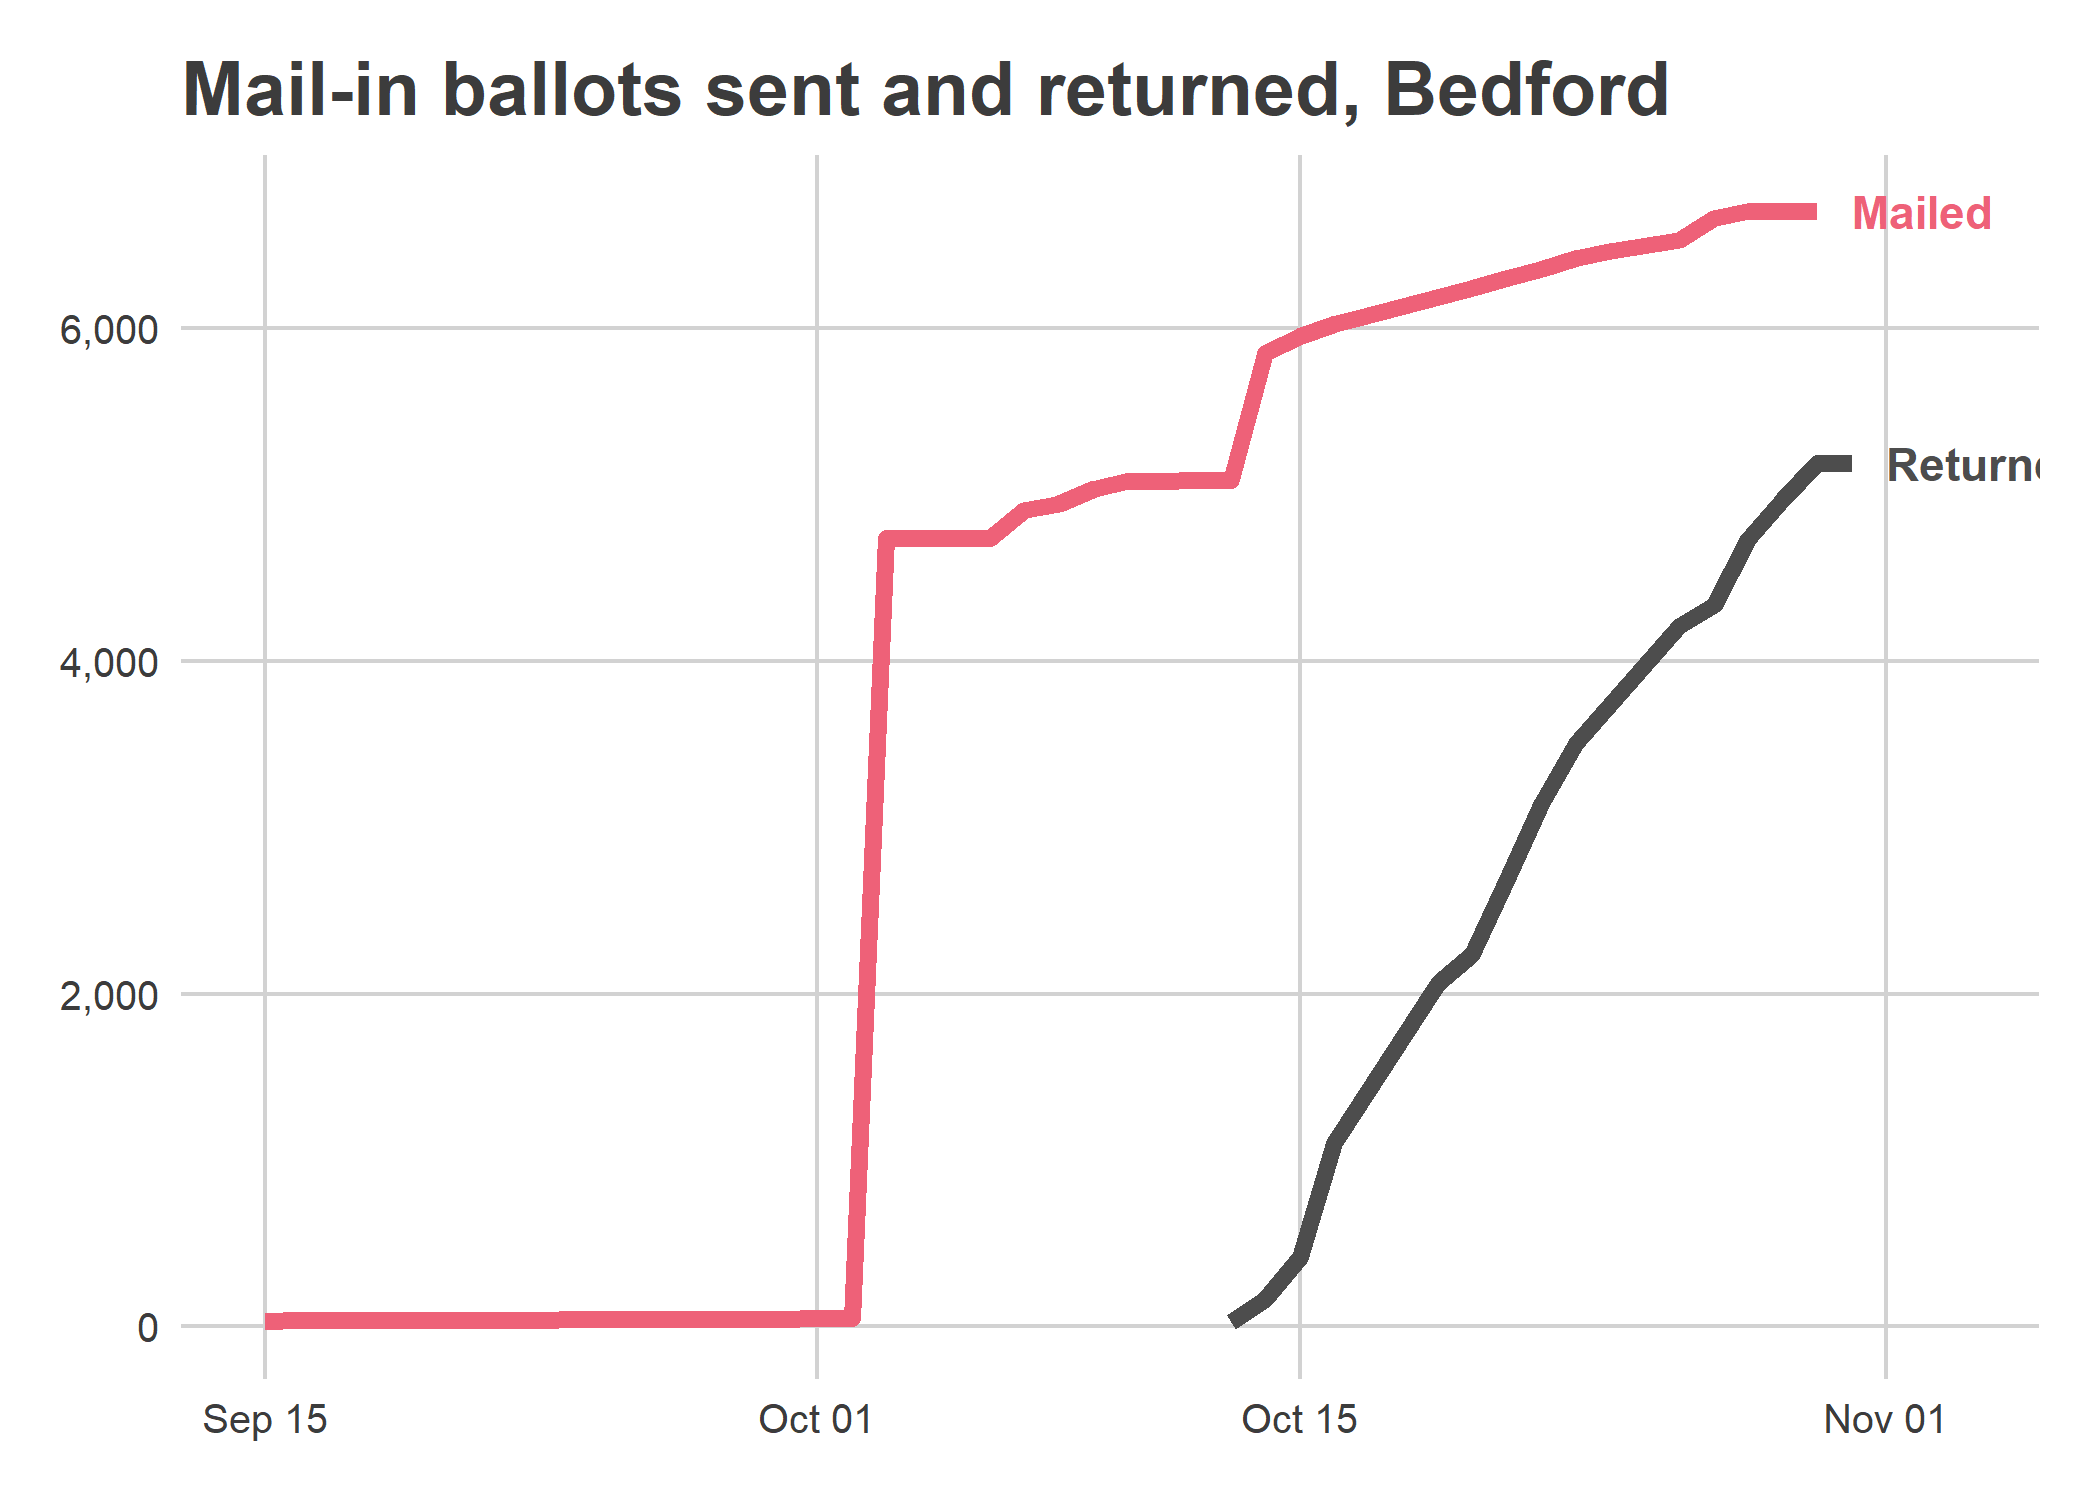 Mail-in ballots sent and returned, Bedford
Mailed
6,000
Returne
4,000
2,000
0
Sep 15 Oct 01 Oct 15 Nov 01